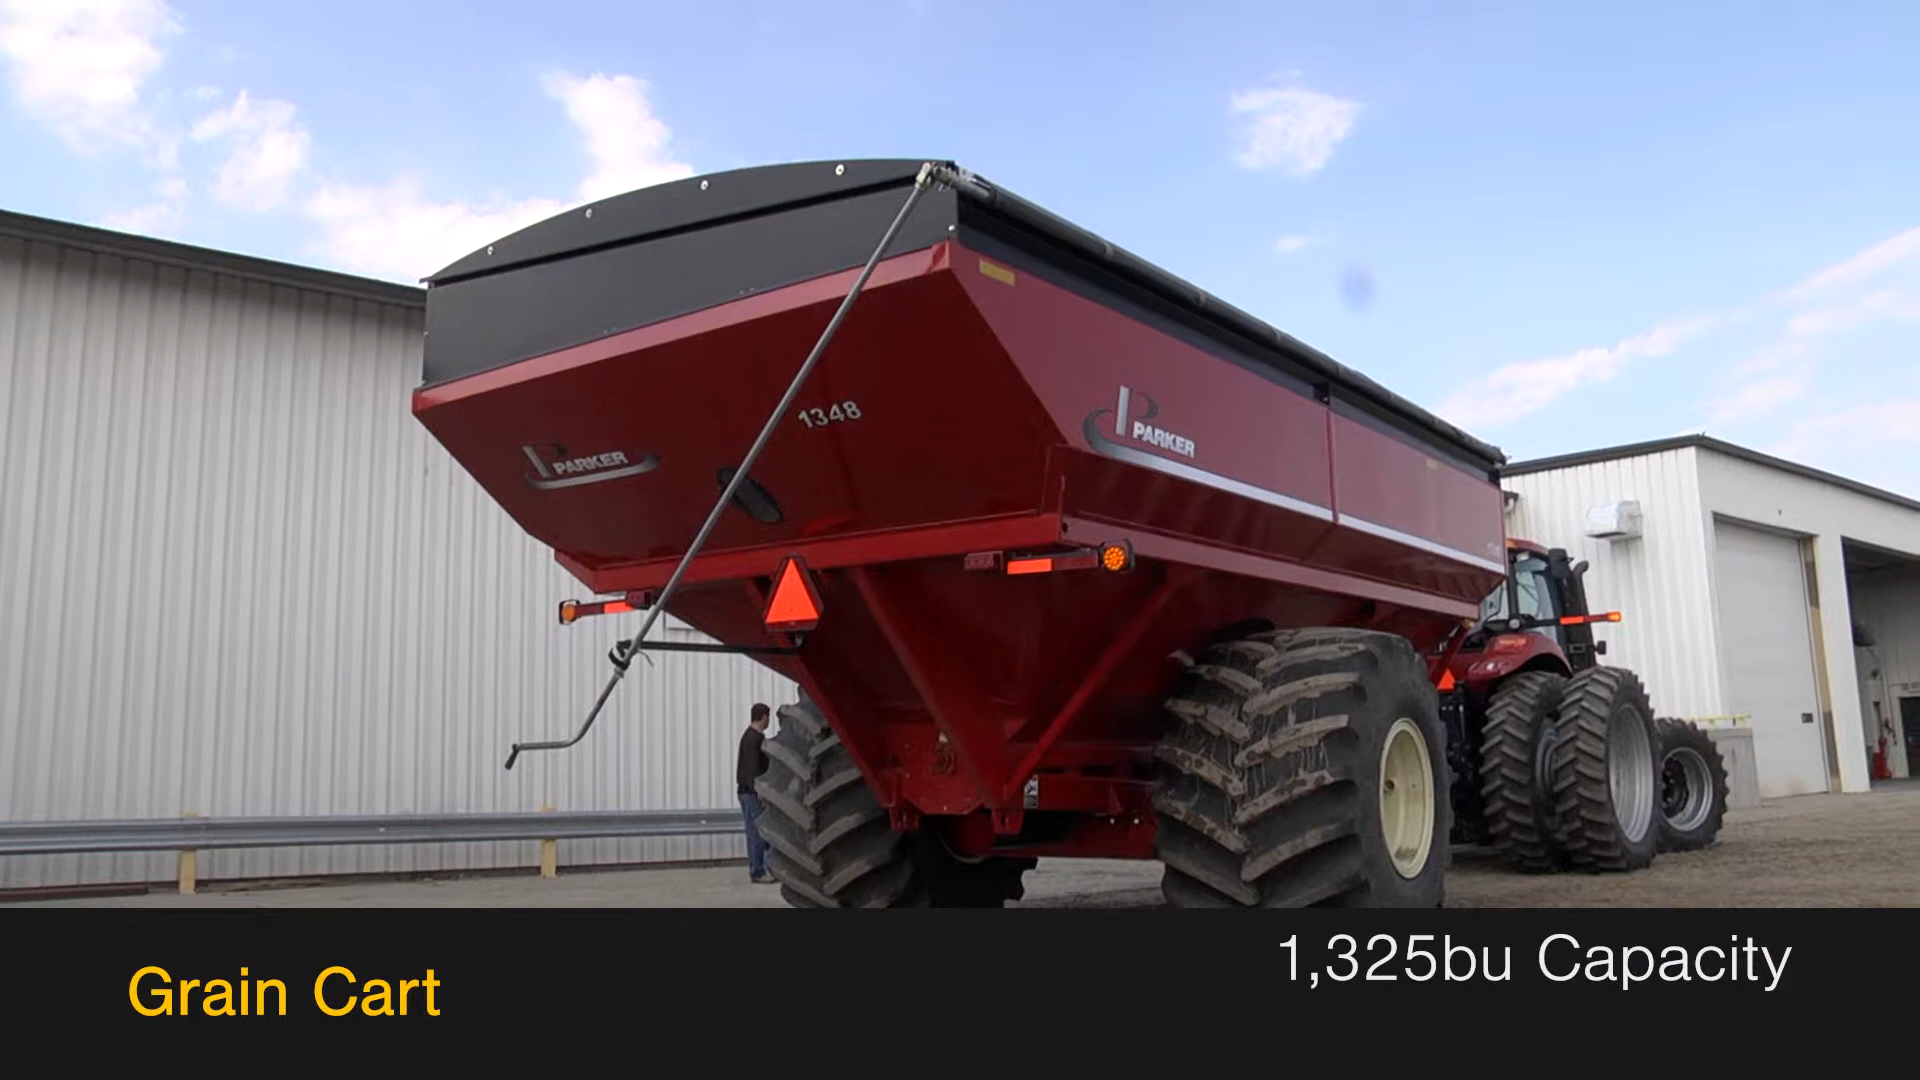 1348
PARKER
PARKER
Grain Cart
1,325bu Capacity